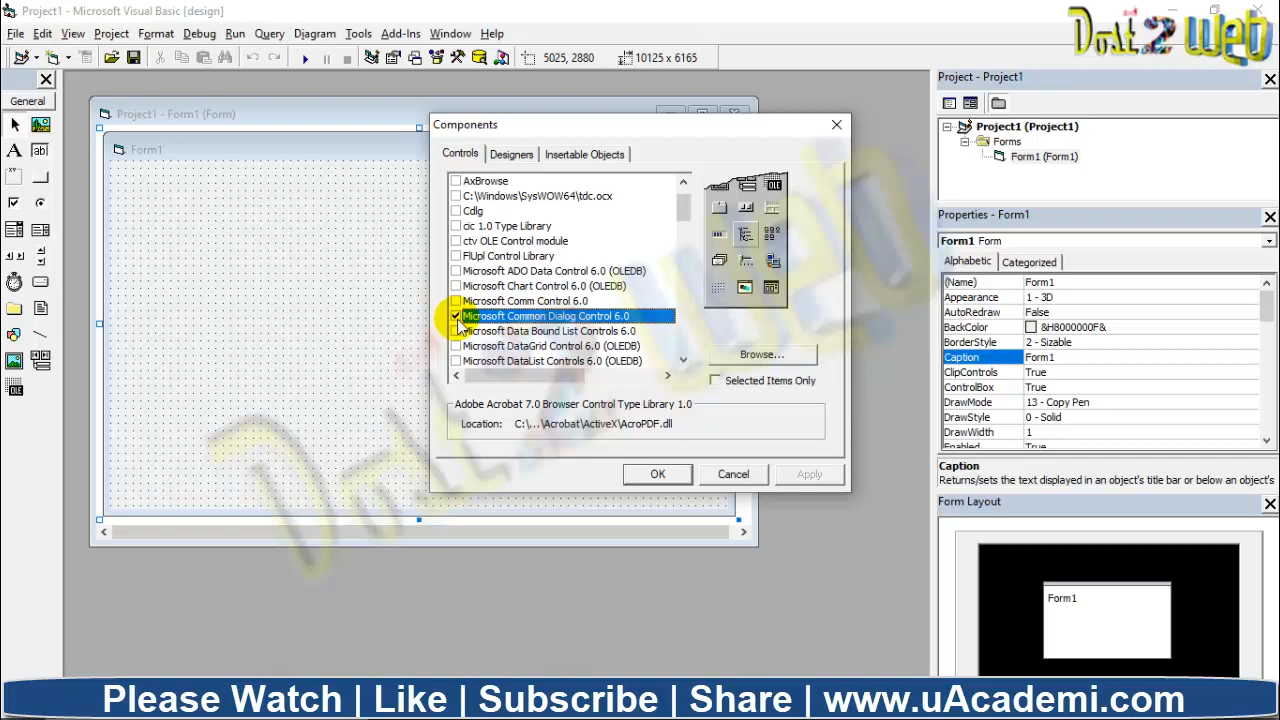 Project1 - Microsoft Visual Basic [design]
Dost 2 Web
File Edit View Project Format Debug Run Query Diagram Tools Add-Ins Window Help
5025, 2880
10125 x 6165
General
A
ab|
xy
OLE
Project1 - Form1 (Form)
Form1
Components
Controls
Designers
Insertable Objects
AxBrowse
C:\Windows\SysWOW64\tdc.ocx
Cdlg
cic 1.0 Type Library
ctv OLE Control module
FlUpl Control Library
Microsoft ADO Data Control 6.0 (OLEDB)
Microsoft Chart Control 6.0 (OLEDB)
Microsoft Comm Control 6.0
Microsoft Common Dialog Control 6.0
Microsoft Data Bound List Controls 6.0
Microsoft DataGrid Control 6.0 (OLEDB)
Microsoft DataList Controls 6.0 (OLEDB)
OLE
Browse...
Selected Items Only
Adobe Acrobat 7.0 Browser Control Type Library 1.0
Location: C:\...\Acrobat\ActiveX\AcroPDF.dll
OK
Cancel
Apply
Project - Project1
Project1 (Project1)
Forms
Form1 (Form1)
Properties - Form1
Form1 Form
Alphabetic
Categorized
(Name) Form1
Appearance 1 - 3D
AutoRedraw False
BackColor &H8000000F&
BorderStyle 2 - Sizable
Caption Form1
ClipControls True
ControlBox True
DrawMode 13 - Copy Pen
DrawStyle 0 - Solid
DrawWidth 1
Enabled True
Caption
Returns/sets the text displayed in an object's title bar or below an object's
Form Layout
Form1
Please Watch | Like | Subscribe | Share | www.uAcademi.com